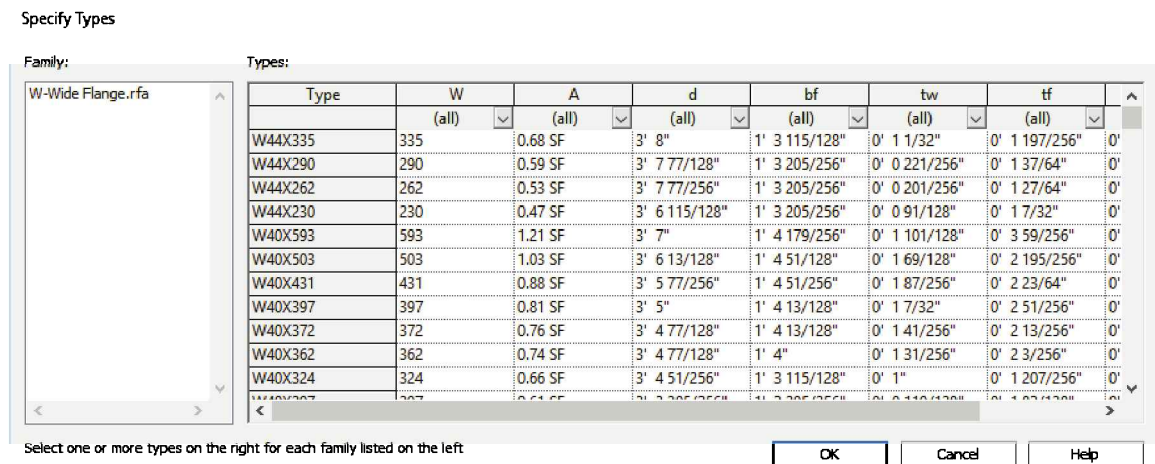 Specify Types
Family: Types:
W-Wide Flange.rfa
Type W A d bf tw tf
(all) (all) (all) (all) (all) (all)
W44X335 335 0.68 SF 3' 8" 1' 3 115/128" 0' 1 1/32" 0' 1 197/256" 0'
W44X290 290 0.59 SF 3' 7 77/128" 1' 3 205/256" 0' 0 221/256" 0' 1 37/64" 0'
W44X262 262 0.53 SF 3' 7 77/256" 1' 3 205/256" 0' 0 201/256" 0' 1 27/64" 0'
W44X230 230 0.47 SF 3' 6 115/128" 1' 3 205/256" 0' 0 91/128" 0' 1 7/32" 0'
W40X593 593 1.21 SF 3' 7" 1' 4 179/256" 0' 1 101/128" 0' 3 59/256" 0'
W40X503 503 1.03 SF 3' 6 13/128" 1' 4 51/128" 0' 1 69/128" 0' 2 195/256" 0'
W40X431 431 0.88 SF 3' 5 77/256" 1' 4 51/256" 0' 1 87/256" 0' 2 23/64" 0'
W40X397 397 0.81 SF 3' 5" 1' 4 13/128" 0' 1 7/32" 0' 2 51/256" 0'
W40X372 372 0.76 SF 3' 4 77/128" 1' 4 13/128" 0' 1 41/256" 0' 2 13/256" 0'
W40X362 362 0.74 SF 3' 4 77/128" 1' 4" 0' 1 31/256" 0' 2 3/256" 0'
W40X324 324 0.66 SF 3' 4 51/256" 1' 3 115/128" 0' 1" 0' 1 207/256" 0'
Select one or more types on the right for each family listed on the left
OK Cancel Help